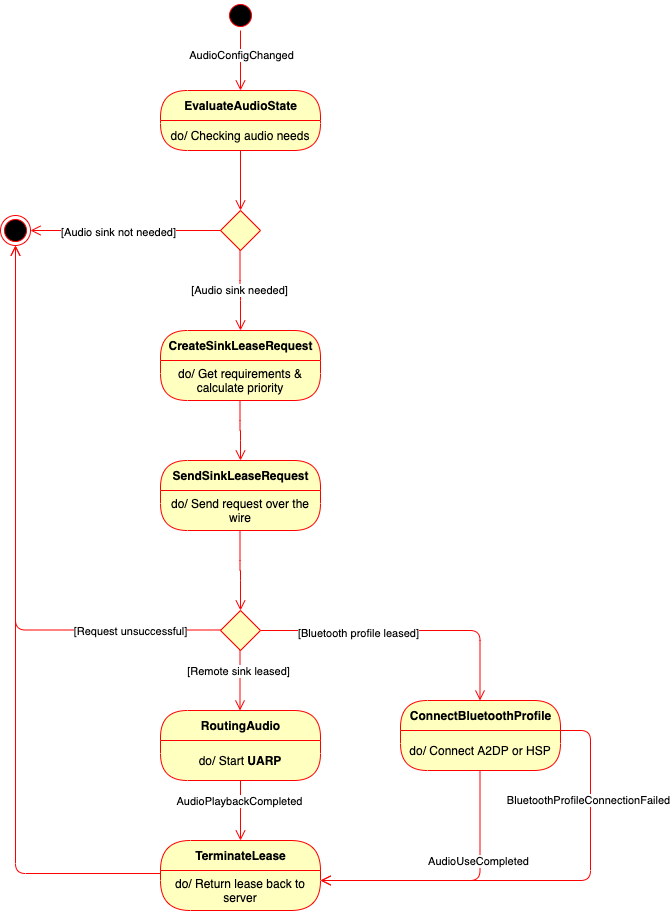 AudioConfigChanged
EvaluateAudioState
do/ Checking audio needs
[Audio sink not needed]
[Audio sink needed]
CreateSinkLeaseRequest
do/ Get requirements &
calculate priority
SendSinkLeaseRequest
do/ Send request over the
wire
[Request unsuccessful]
[Bluetooth profile leased]
[Remote sink leased]
RoutingAudio
do/ Start UARP
ConnectBluetoothProfile
do/ Connect A2DP or HSP
AudioPlaybackCompleted
BluetoothProfileConnectionFailed
AudioUseCompleted
TerminateLease
do/ Return lease back to
server